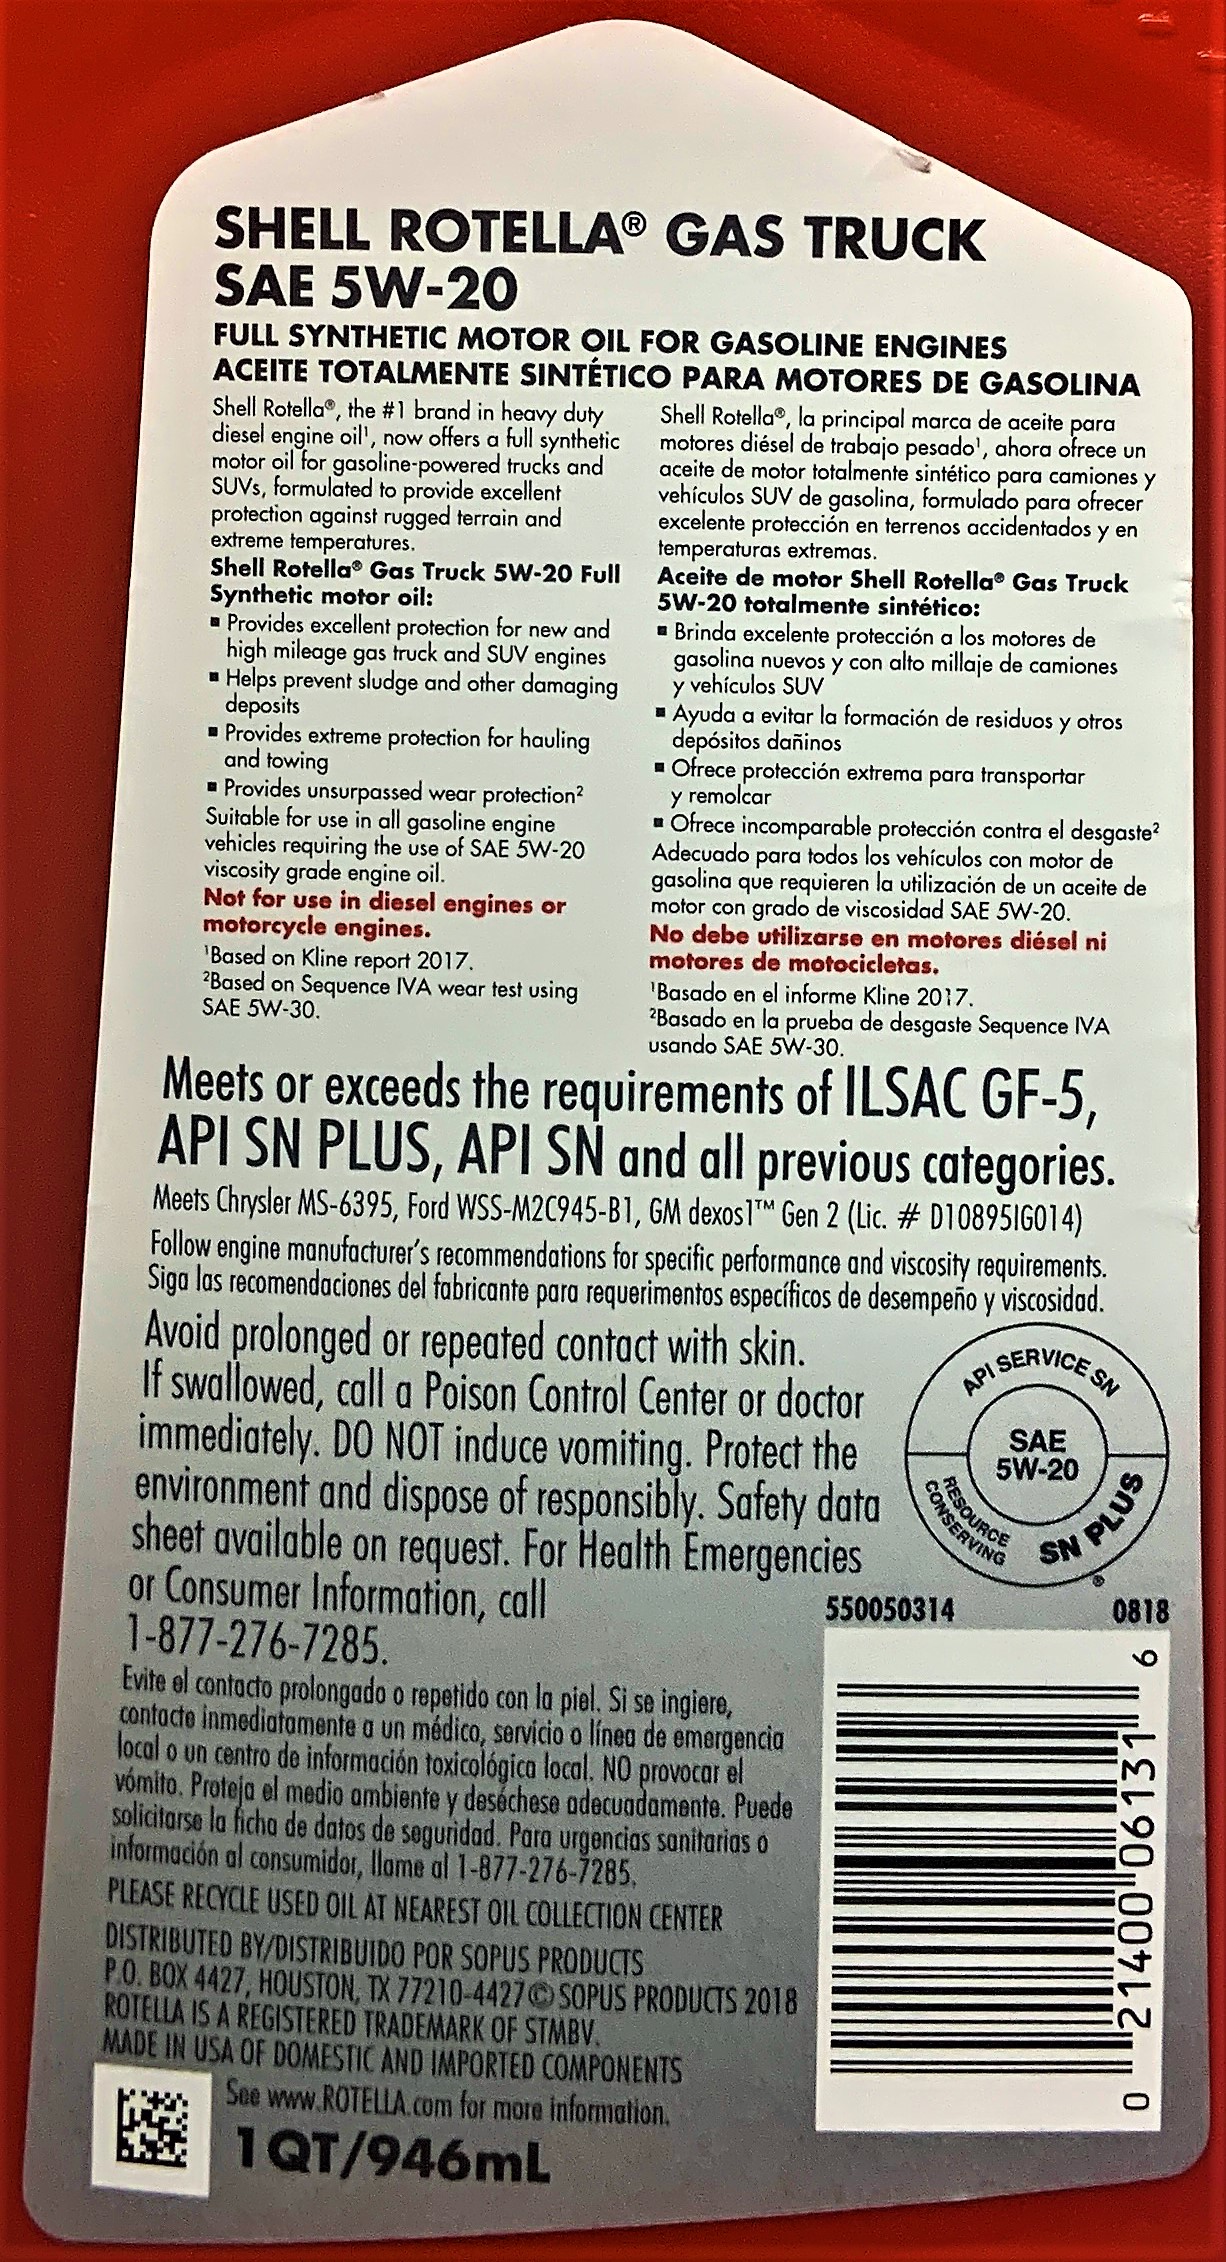 SHELL ROTELLA® GAS TRUCK
SAE 5W-20
FULL SYNTHETIC MOTOR OIL FOR GASOLINE ENGINES
ACEITE TOTALMENTE SINTÉTICO PARA MOTORES DE GASOLINA
Shell Rotella®, the #1 brand in heavy duty
diesel engine oil¹, now offers a full synthetic
motor oil for gasoline-powered trucks and
SUVs, formulated to provide excellent
protection against rugged terrain and
extreme temperatures.
Shell Rotella® Gas Truck 5W-20 Full
Synthetic motor oil:
▪ Provides excellent protection for new and
high mileage gas truck and SUV engines
▪ Helps prevent sludge and other damaging
deposits
▪ Provides extreme protection for hauling
and towing
▪ Provides unsurpassed wear protection²
Suitable for use in all gasoline engine
vehicles requiring the use of SAE 5W-20
viscosity grade engine oil.
Not for use in diesel engines or
motorcycle engines.
¹Based on Kline report 2017.
²Based on Sequence IVA wear test using
SAE 5W-30.
Shell Rotella®, la principal marca de aceite para
motores diésel de trabajo pesado¹, ahora ofrece un
aceite de motor totalmente sintético para camiones y
vehículos SUV de gasolina, formulado para ofrecer
excelente protección en terrenos accidentados y en
temperaturas extremas.
Aceite de motor Shell Rotella® Gas Truck
5W-20 totalmente sintético:
▪ Brinda excelente protección a los motores de
gasolina nuevos y con alto millaje de camiones
y vehículos SUV
▪ Ayuda a evitar la formación de residuos y otros
depósitos dañinos
▪ Ofrece protección extrema para transportar
y remolcar
▪ Ofrece incomparable protección contra el desgaste²
Adecuado para todos los vehículos con motor de
gasolina que requieren la utilización de un aceite de
motor con grado de viscosidad SAE 5W-20.
No debe utilizarse en motores diésel ni
motores de motocicletas.
¹Basado en el informe Kline 2017.
²Basado en la prueba de desgaste Sequence IVA
usando SAE 5W-30.
Meets or exceeds the requirements of ILSAC GF-5,
API SN PLUS, API SN and all previous categories.
Meets Chrysler MS-6395, Ford WSS-M2C945-B1, GM dexos1™ Gen 2 (Lic. # D10895IG014)
Follow engine manufacturer's recommendations for specific performance and viscosity requirements.
Siga las recomendaciones del fabricante para requerimentos específicos de desempeño y viscosidad.
Avoid prolonged or repeated contact with skin.
If swallowed, call a Poison Control Center or doctor
immediately. DO NOT induce vomiting. Protect the
environment and dispose of responsibly. Safety data
sheet available on request. For Health Emergencies
or Consumer Information, call
1-877-276-7285.
API SERVICE SN
SAE
5W-20
RESOURCE
CONSERVING
SN PLUS
®
550050314 0818
Evite el contacto prolongado o repetido con la piel. Si se ingiere,
contacte inmediatamente a un médico, servicio o línea de emergencia
local o un centro de información toxicológica local. NO provocar el
vómito. Proteja el medio ambiente y deséchese adecuadamente. Puede
solicitarse la ficha de datos de seguridad. Para urgencias sanitarias o
información al consumidor, llame al 1-877-276-7285.
PLEASE RECYCLE USED OIL AT NEAREST OIL COLLECTION CENTER
DISTRIBUTED BY/DISTRIBUIDO POR SOPUS PRODUCTS
P.O. BOX 4427, HOUSTON, TX 77210-4427 © SOPUS PRODUCTS 2018
ROTELLA IS A REGISTERED TRADEMARK OF STMBV.
MADE IN USA OF DOMESTIC AND IMPORTED COMPONENTS
See www.ROTELLA.com for more information.
1 QT/946mL
0 21400 06131 6